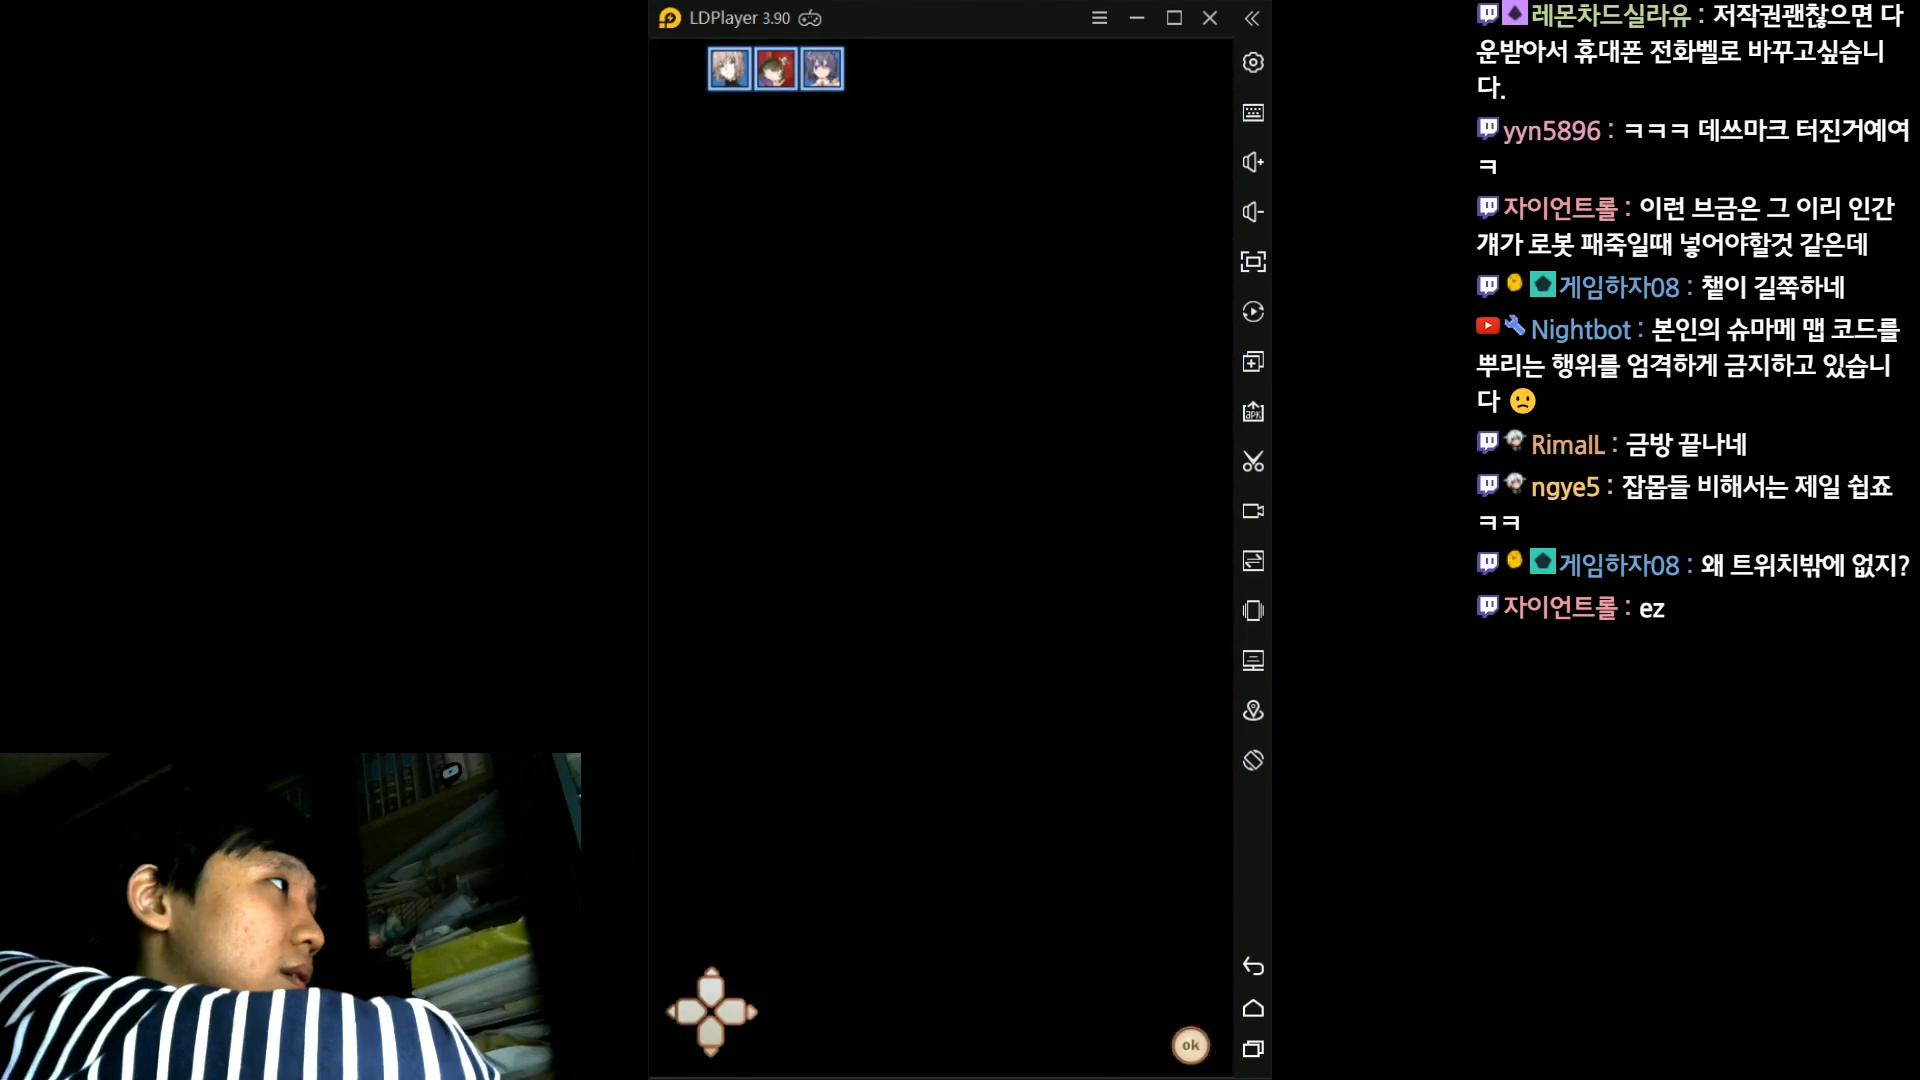 LDPlayer 3.90
APK
ok
레몬차드실라유 : 저작권괜찮으면 다
운받아서 휴대폰 전화벨로 바꾸고싶습니
다.
yyn5896 : ㅋㅋㅋ 데쓰마크 터진거예여
ㅋ
자이언트롤 : 이런 브금은 그 이리 인간
걔가 로봇 패죽일때 넣어야할것 같은데
게임하자08 : 챝이 길쭉하네
Nightbot : 본인의 슈마메 맵 코드를
뿌리는 행위를 엄격하게 금지하고 있습니
다
RimalL : 금방 끝나네
ngye5 : 잡몹들 비해서는 제일 쉽죠
ㅋㅋ
게임하자08 : 왜 트위치밖에 없지?
자이언트롤 : ez